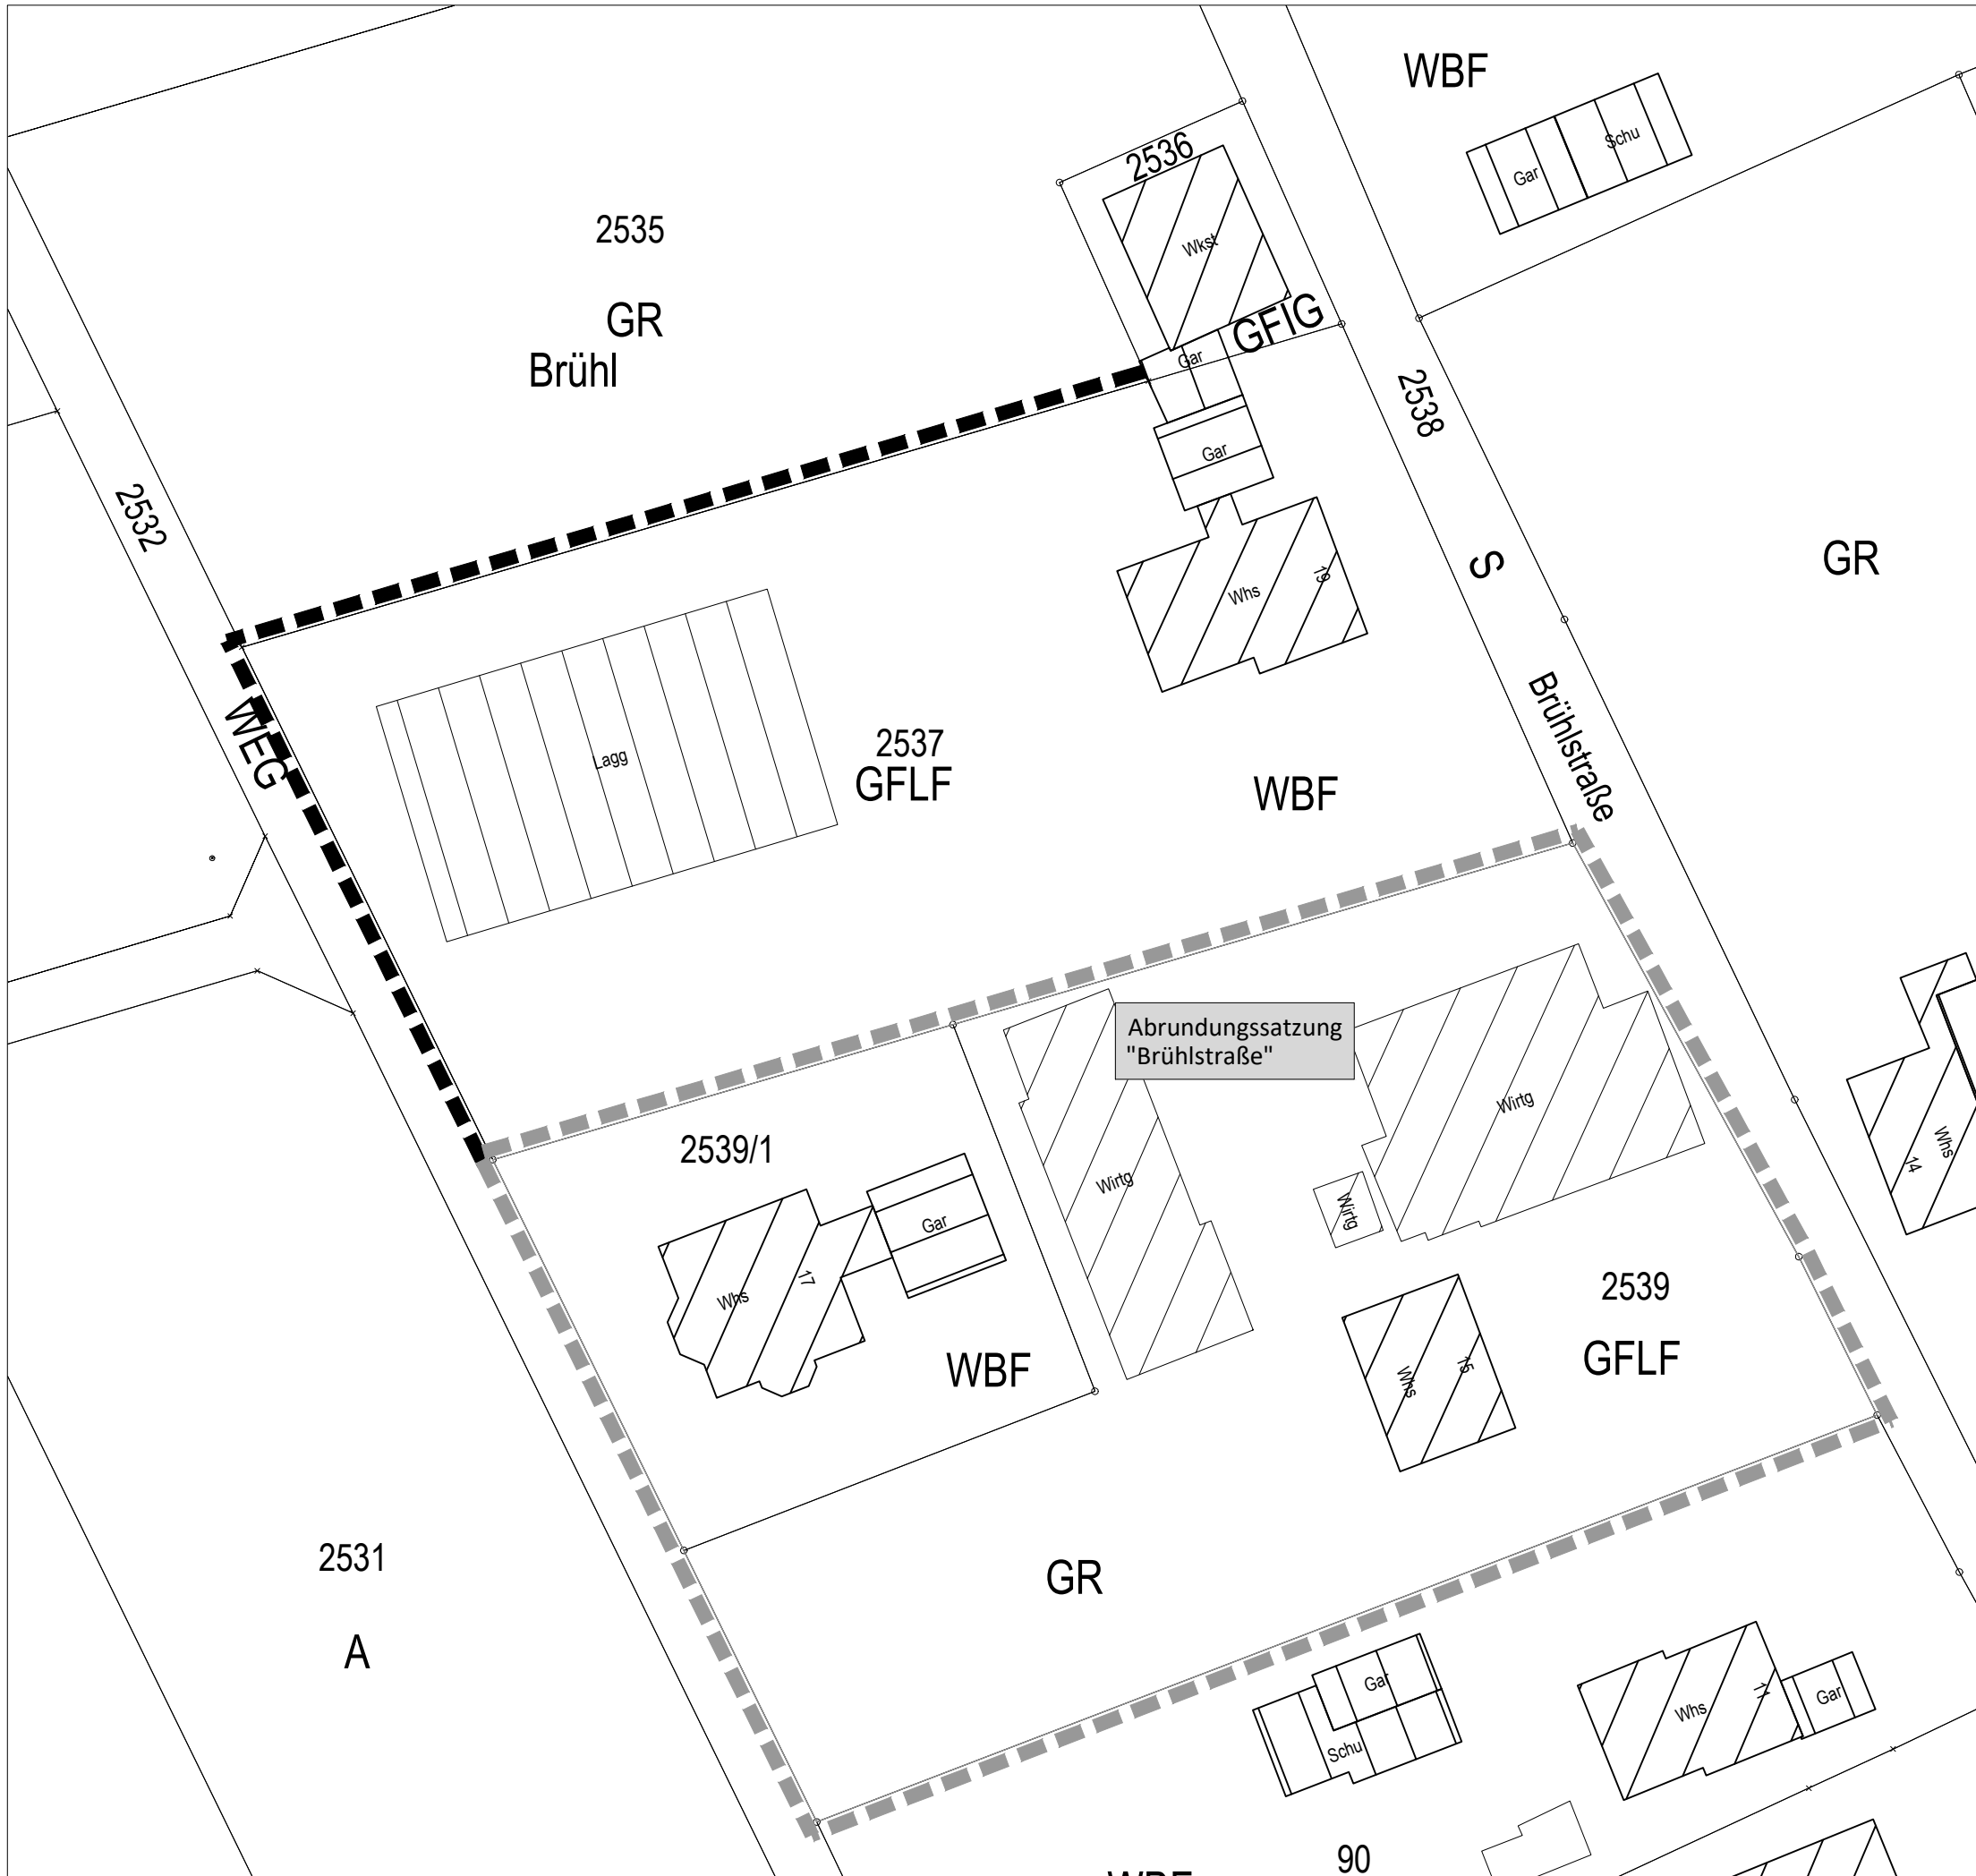 WBF
Schu
Gar
2536
2535
Wkst
GR
GFIG
Brühl
Gar
2538
Gar
2532
S
GR
Whs
19
Brühlstraße
WEG
2537
Lagg
GFLF
WBF
Abrundungssatzung
"Brühlstraße"
Wirtg
2539/1
Whs
14
Wirtg
Wirtg
Gar
17
Whs
2539
GFLF
WBF
Whs
15
2531
GR
A
Gar
Whs
11
Gar
Schu
90
WBF